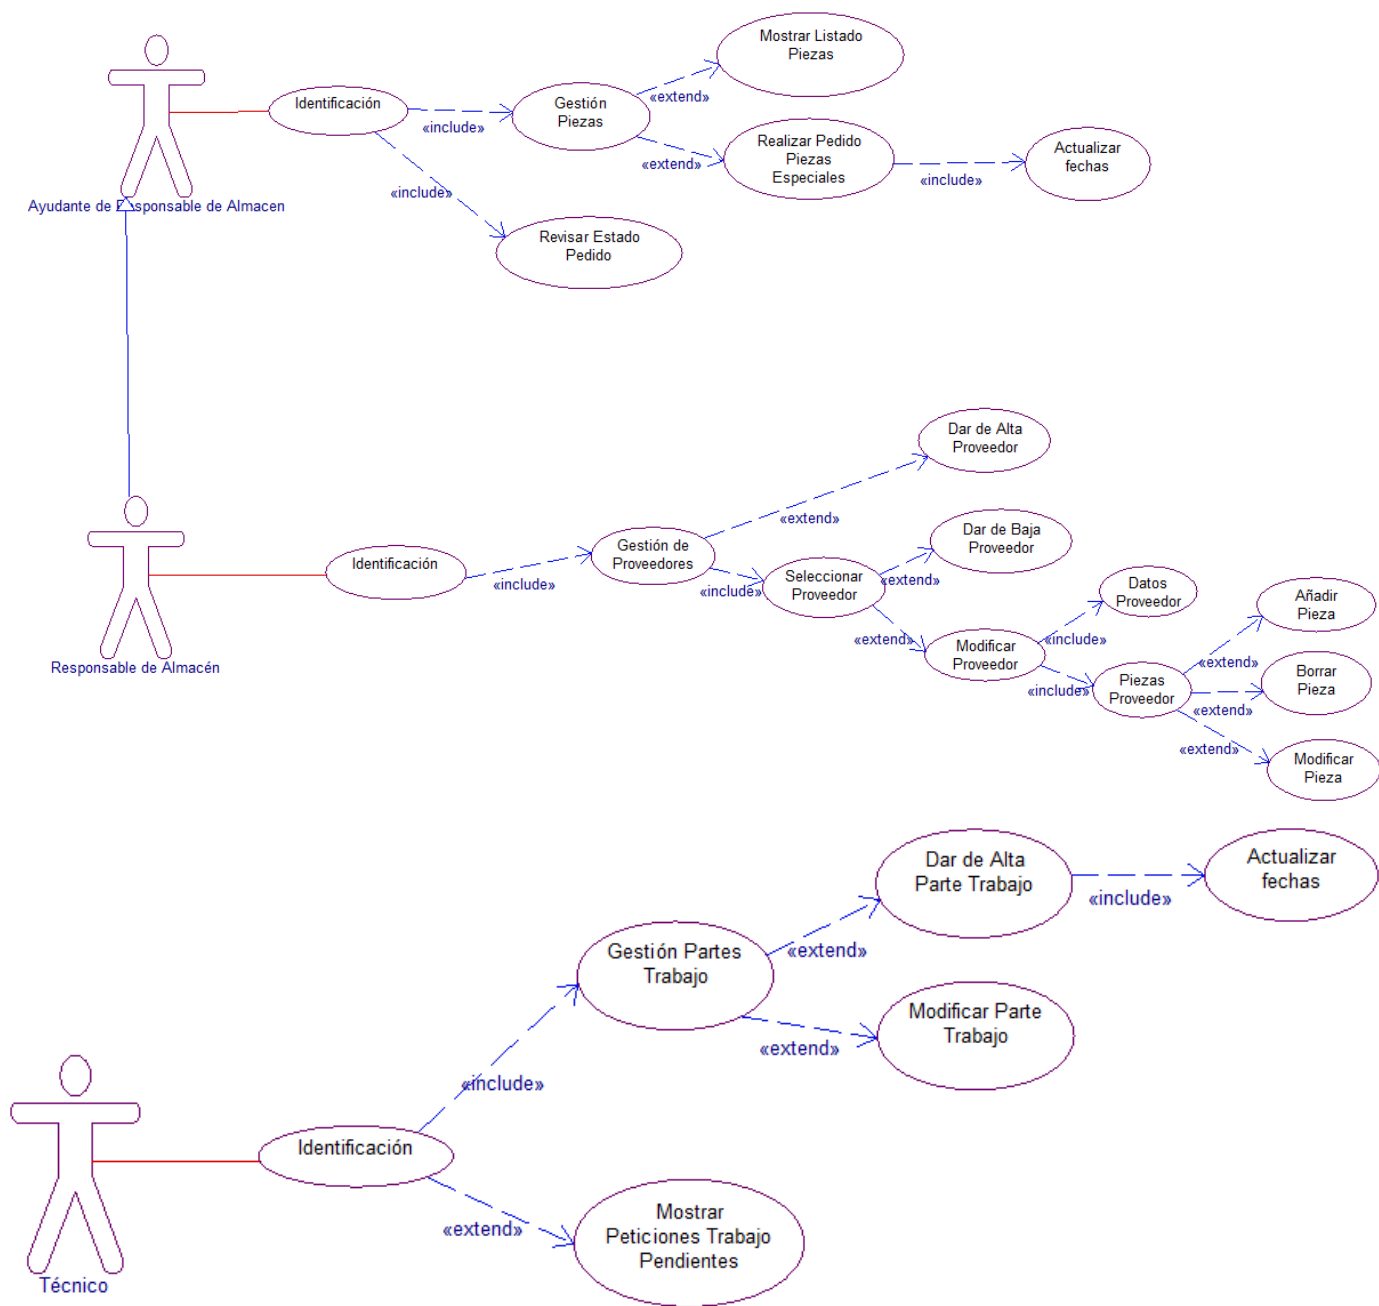 Mostrar Listado
Piezas
«extend»
Identificación
«include»
Gestión
Piezas
«extend»
Realizar Pedido
Piezas
Especiales
«include»
Actualizar
fechas
«include»
Ayudante de Responsable de Almacen
Revisar Estado
Pedido
Dar de Alta
Proveedor
«extend»
Dar de Baja
Proveedor
Identificación
«include»
Gestión de
Proveedores
«include»
Seleccionar
Proveedor
«extend»
«extend»
Modificar
Proveedor
«include»
Datos
Proveedor
«include»
Piezas
Proveedor
«extend»
Añadir
Pieza
«extend»
Borrar
Pieza
«extend»
Modificar
Pieza
Responsable de Almacén
Dar de Alta
Parte Trabajo
«include»
Actualizar
fechas
Gestión Partes
Trabajo
«extend»
«extend»
Modificar Parte
Trabajo
«include»
Identificación
«extend»
Mostrar
Peticiones Trabajo
Pendientes
Técnico